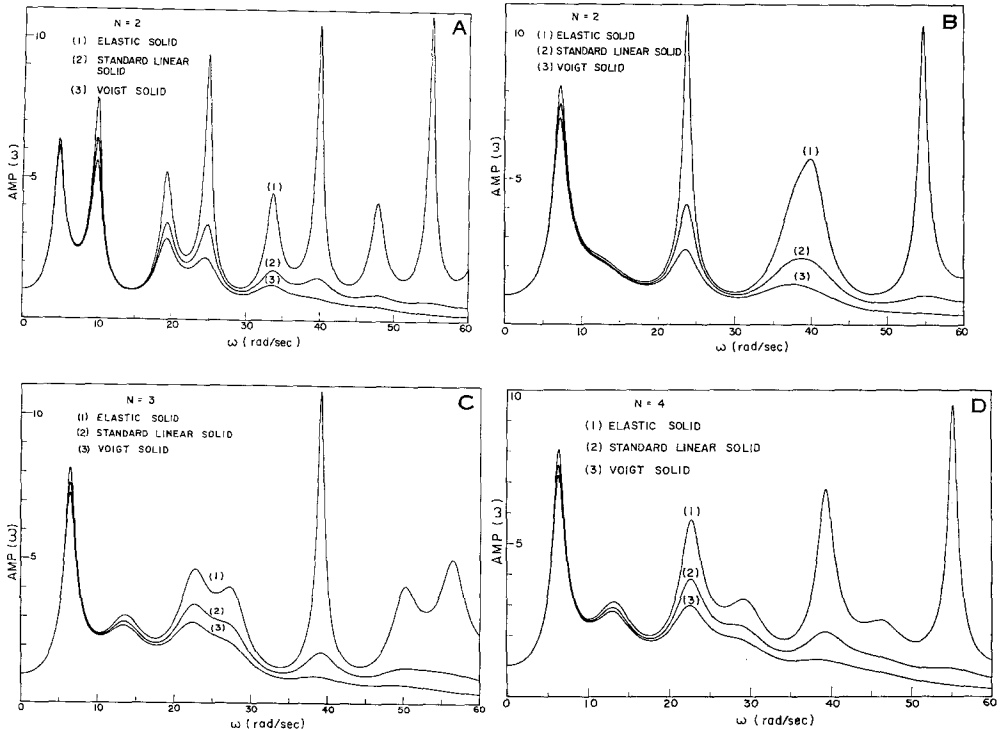 A
N = 2
(1) ELASTIC SOLID
(2) STANDARD LINEAR
SOLID
(3) VOIGT SOLID
10
5
AMP (ω)
(1)
(2)
(3)
0 10 20 30 40 50 60
ω (rad/sec)
B
N = 2
(1) ELASTIC SOLID
(2) STANDARD LINEAR SOLID
(3) VOIGT SOLID
10
5
AMP (ω)
(1)
(2)
(3)
0 10 20 30 40 50 60
ω (rad/sec)
C
N = 3
(1) ELASTIC SOLID
(2) STANDARD LINEAR SOLID
(3) VOIGT SOLID
10
5
AMP (ω)
(1)
(2)
(3)
0 10 20 30 40 50 60
ω (rad/sec)
D
N = 4
(1) ELASTIC SOLID
(2) STANDARD LINEAR SOLID
(3) VOIGT SOLID
10
5
AMP (ω)
(1)
(2)
(3)
0 10 20 30 40 50 60
ω (rad/sec)